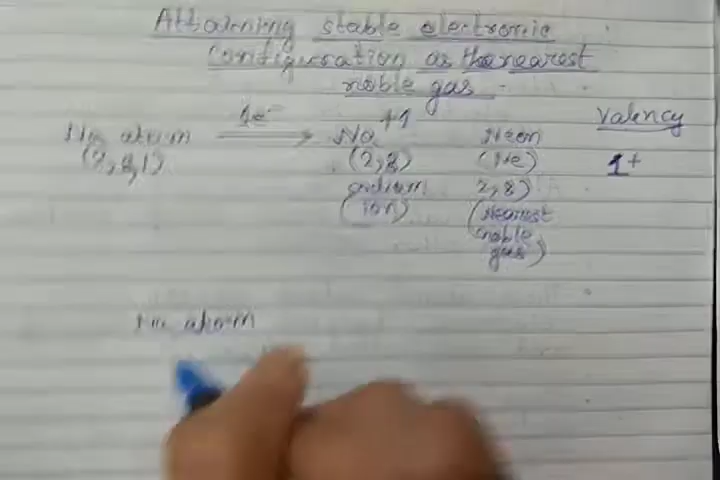 Attaining stable electronic
configuration as the nearest
noble gas
Valency
Na atom 1e⁻ Na +1 Neon
(2,8,1) (2,8) (Ne) 1+
sodium 2,8)
(ion) (Nearest
noble
gas)
Na atom